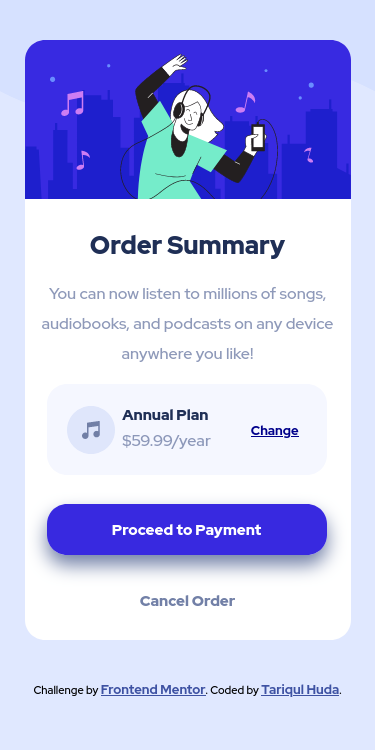 Order Summary
You can now listen to millions of songs,
audiobooks, and podcasts on any device
anywhere you like!
Annual Plan
$59.99/year
Change
Proceed to Payment
Cancel Order
Challenge by Frontend Mentor. Coded by Tariqul Huda.